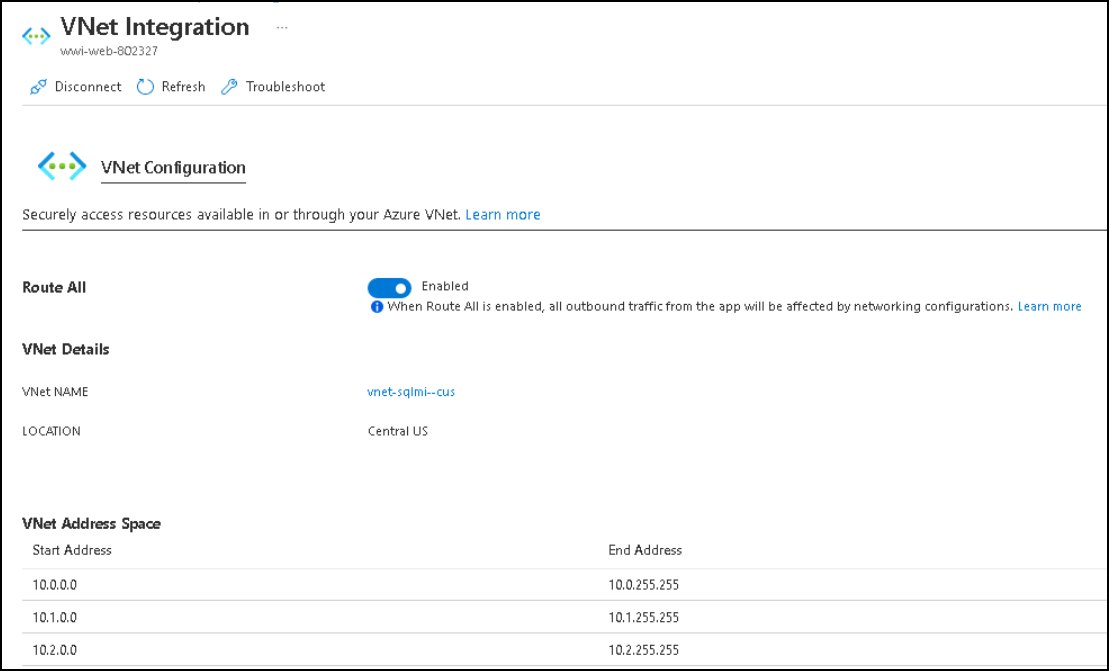 VNet Integration ...
wwi-web-802327
Disconnect Refresh Troubleshoot
VNet Configuration
Securely access resources available in or through your Azure VNet. Learn more
Route All Enabled
When Route All is enabled, all outbound traffic from the app will be affected by networking configurations. Learn more
VNet Details
VNet NAME vnet-sqlmi--cus
LOCATION Central US
VNet Address Space
Start Address End Address
10.0.0.0 10.0.255.255
10.1.0.0 10.1.255.255
10.2.0.0 10.2.255.255